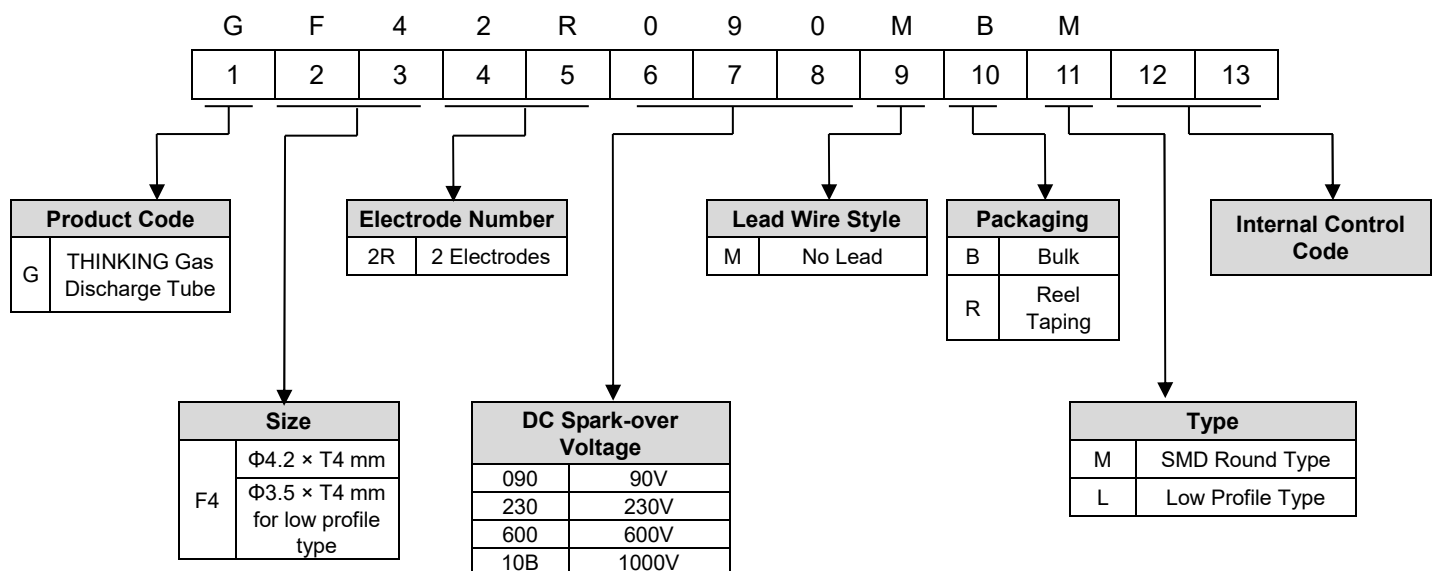 G F 4 2 R 0 9 0 M B M
1 2 3 4 5 6 7 8 9 10 11 12 13
Product Code
G THINKING Gas
Discharge Tube
Electrode Number
2R 2 Electrodes
Lead Wire Style
M No Lead
Packaging
B Bulk
R Reel
Taping
Internal Control
Code
Size
F4 Φ4.2 × T4 mm
Φ3.5 × T4 mm
for low profile
type
DC Spark-over
Voltage
090 90V
230 230V
600 600V
10B 1000V
Type
M SMD Round Type
L Low Profile Type